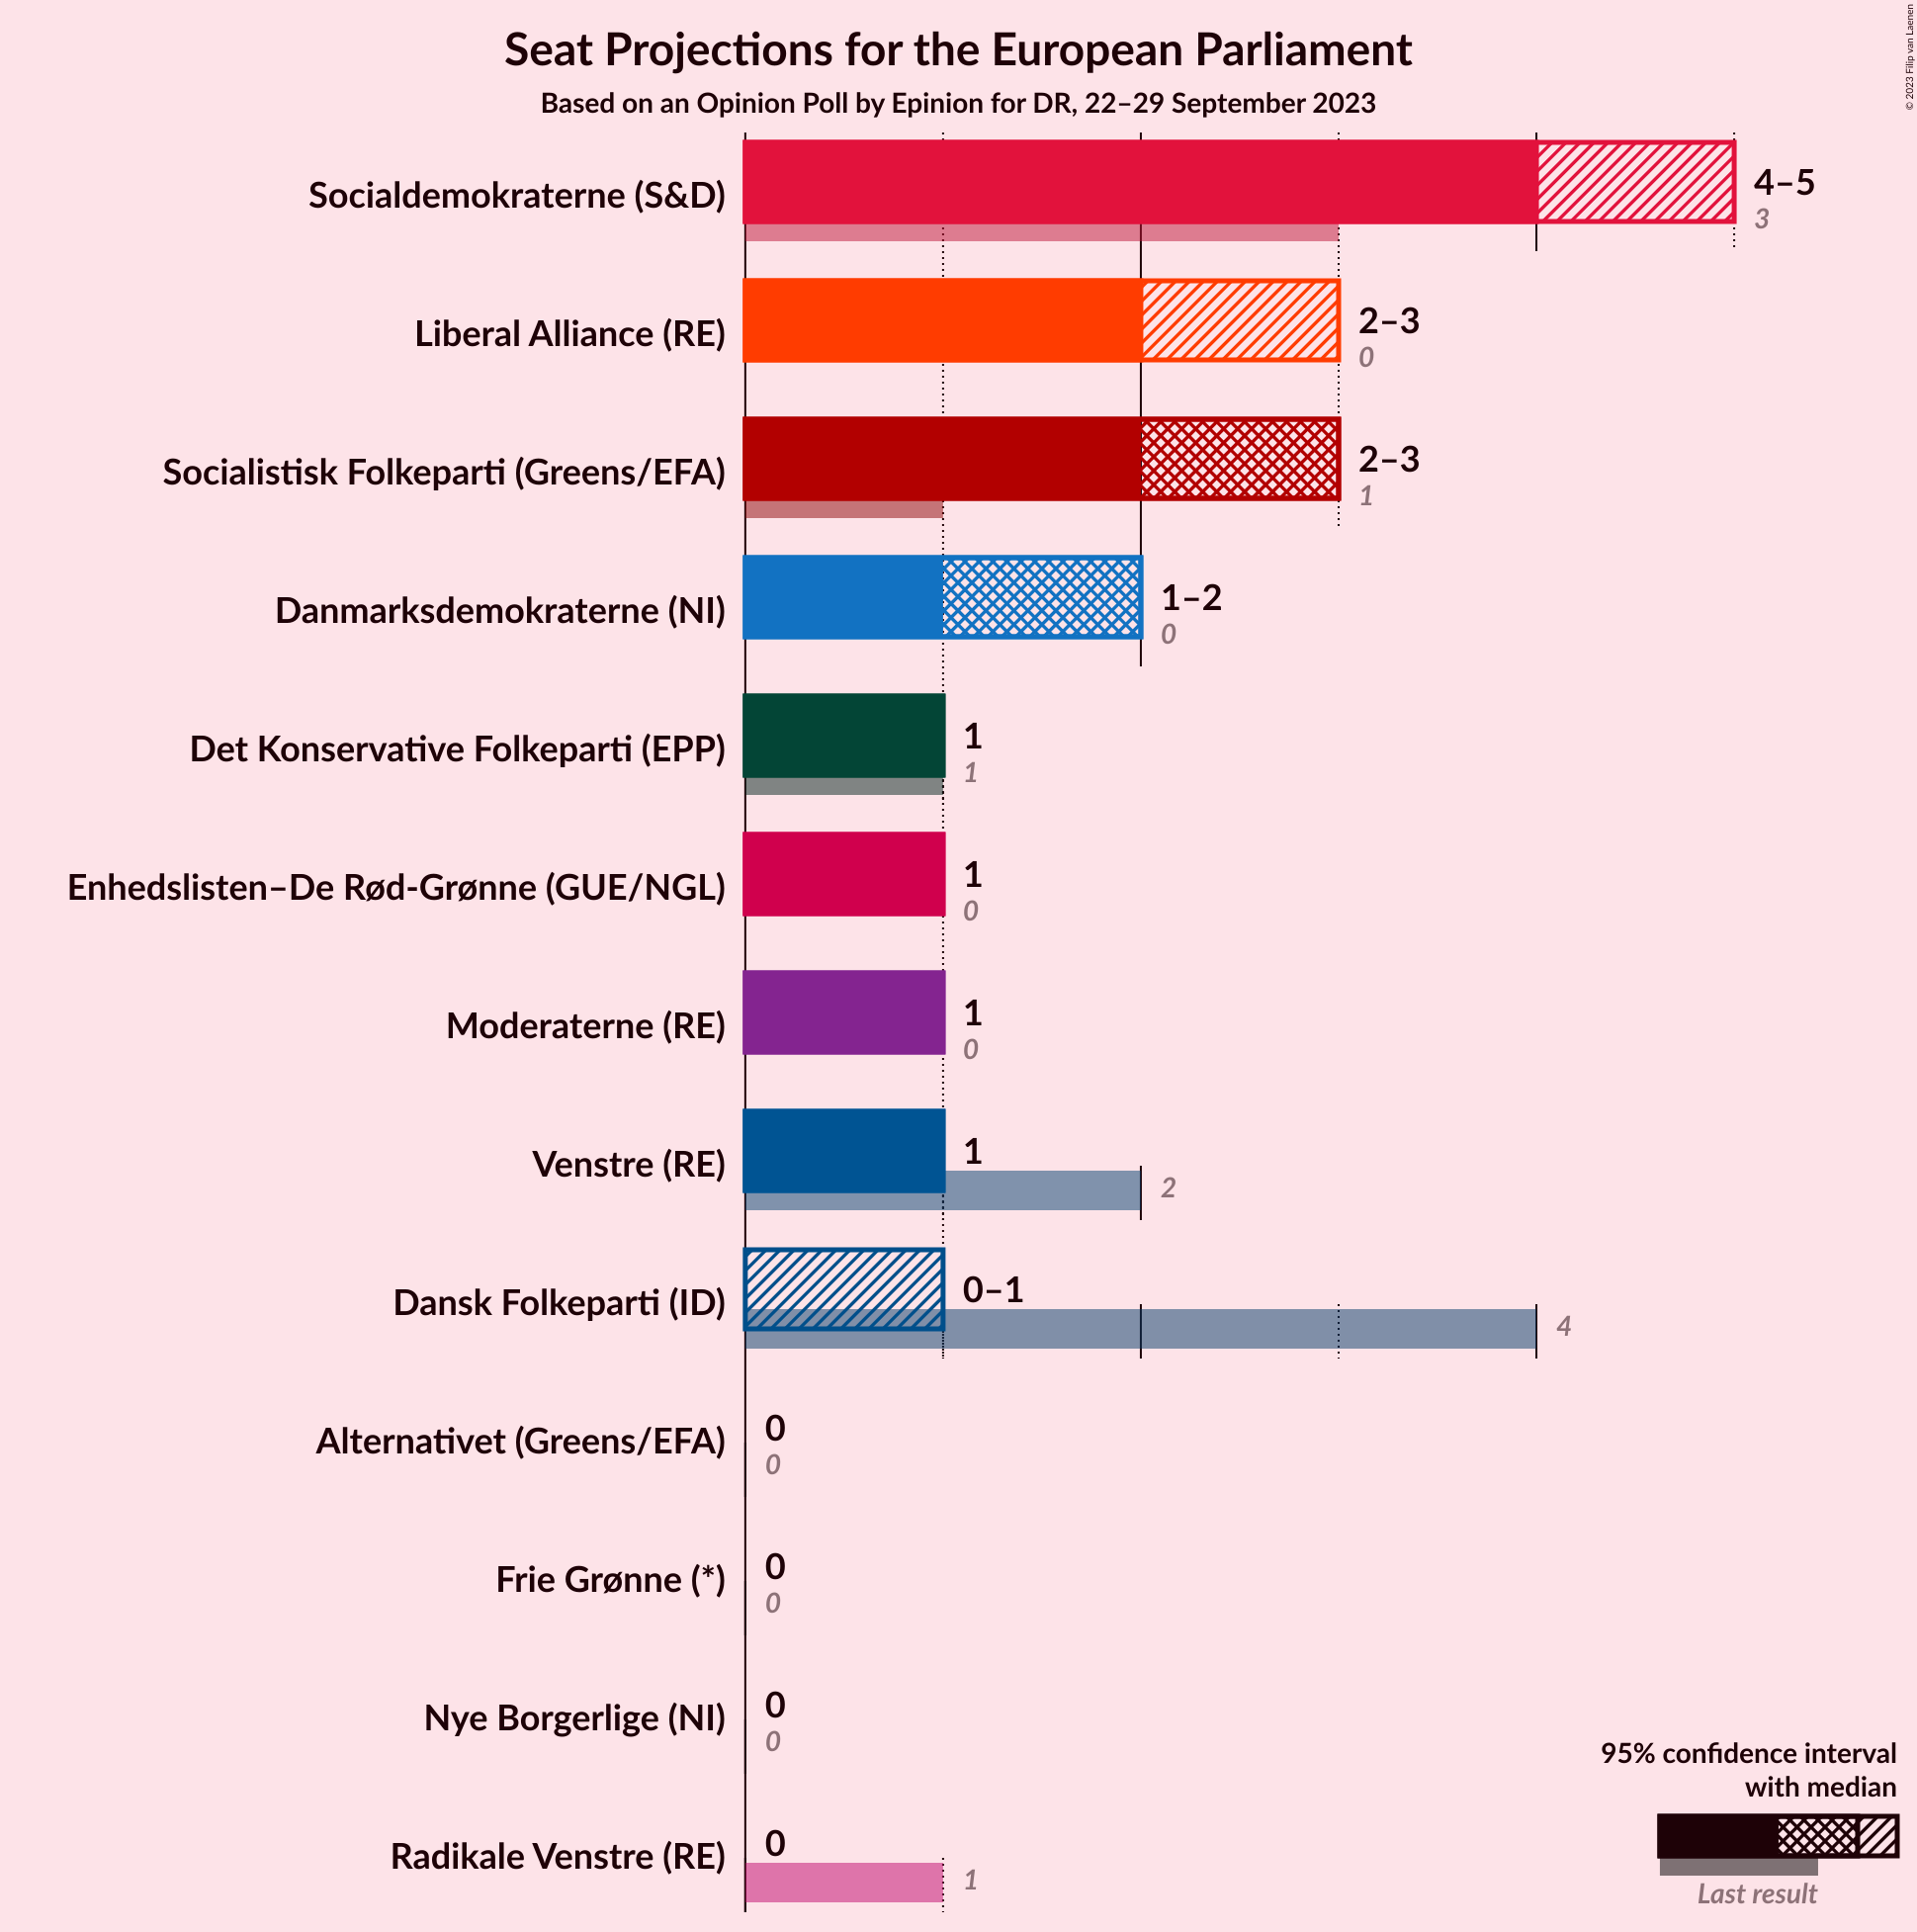 Seat Projections for the European Parliament
Based on an Opinion Poll by Epinion for DR, 22–29 September 2023
© 2023 Filip van Laenen
Socialdemokraterne (S&D)
4–5
3
Liberal Alliance (RE)
2–3
0
Socialistisk Folkeparti (Greens/EFA)
2–3
1
Danmarksdemokraterne (NI)
1–2
0
Det Konservative Folkeparti (EPP)
1
1
Enhedslisten–De Rød-Grønne (GUE/NGL)
1
0
Moderaterne (RE)
1
0
Venstre (RE)
1
2
Dansk Folkeparti (ID)
0–1
4
Alternativet (Greens/EFA)
0
0
Frie Grønne (*)
0
0
Nye Borgerlige (NI)
0
0
Radikale Venstre (RE)
0
1
95% confidence interval
with median
Last result